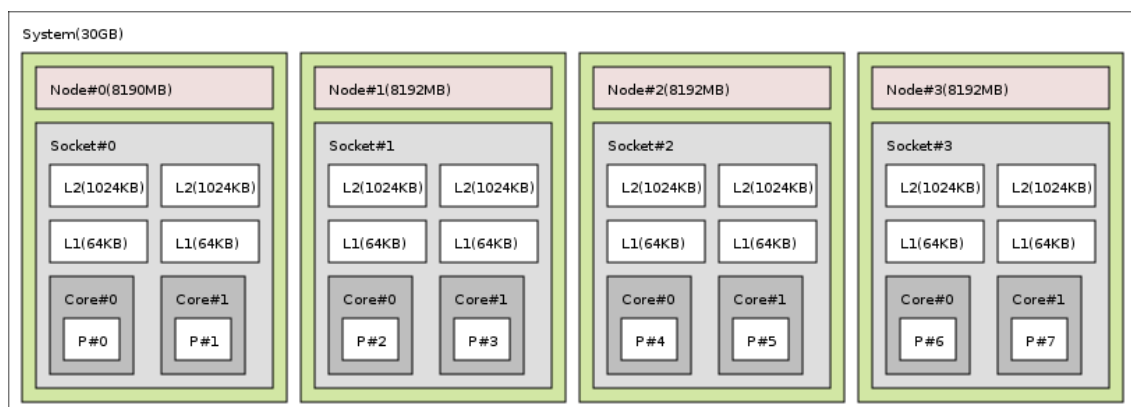 System(30GB)
Node#0(8190MB)
Socket#0
L2(1024KB) L2(1024KB)
L1(64KB) L1(64KB)
Core#0 Core#1
P#0 P#1
Node#1(8192MB)
Socket#1
L2(1024KB) L2(1024KB)
L1(64KB) L1(64KB)
Core#0 Core#1
P#2 P#3
Node#2(8192MB)
Socket#2
L2(1024KB) L2(1024KB)
L1(64KB) L1(64KB)
Core#0 Core#1
P#4 P#5
Node#3(8192MB)
Socket#3
L2(1024KB) L2(1024KB)
L1(64KB) L1(64KB)
Core#0 Core#1
P#6 P#7